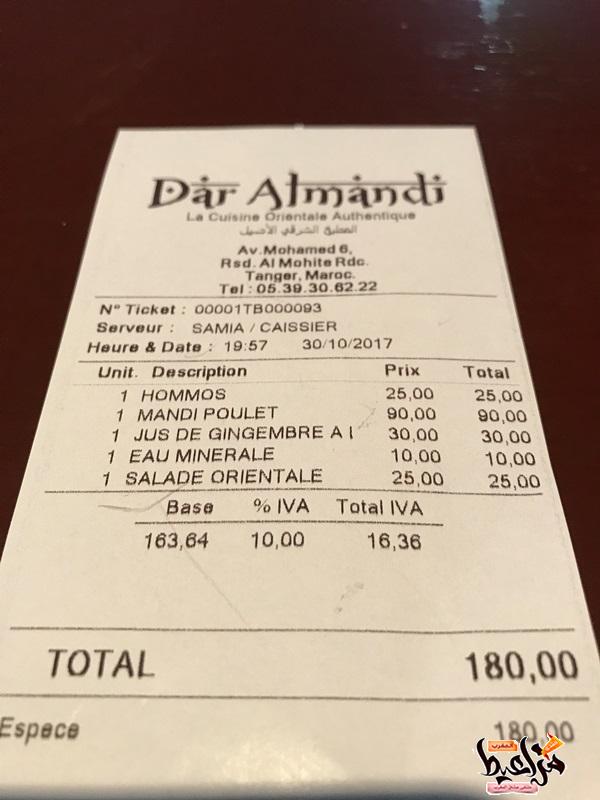 Dar Almandi
La Cuisine Orientale Authentique
المطبخ الشرقي الأصيل
Av.Mohamed 6,
Rsd. Al Mohite Rdc.
Tanger, Maroc.
Tel : 05.39.30.62.22
N° Ticket : 00001TB000093
Serveur : SAMIA / CAISSIER
Heure & Date : 19:57 30/10/2017
Unit. Description Prix Total
1 HOMMOS 25,00 25,00
1 MANDI POULET 90,00 90,00
1 JUS DE GINGEMBRE A I 30,00 30,00
1 EAU MINERALE 10,00 10,00
1 SALADE ORIENTALE 25,00 25,00
Base % IVA Total IVA
163,64 10,00 16,36
TOTAL 180,00
Espece 180,00
المغرب